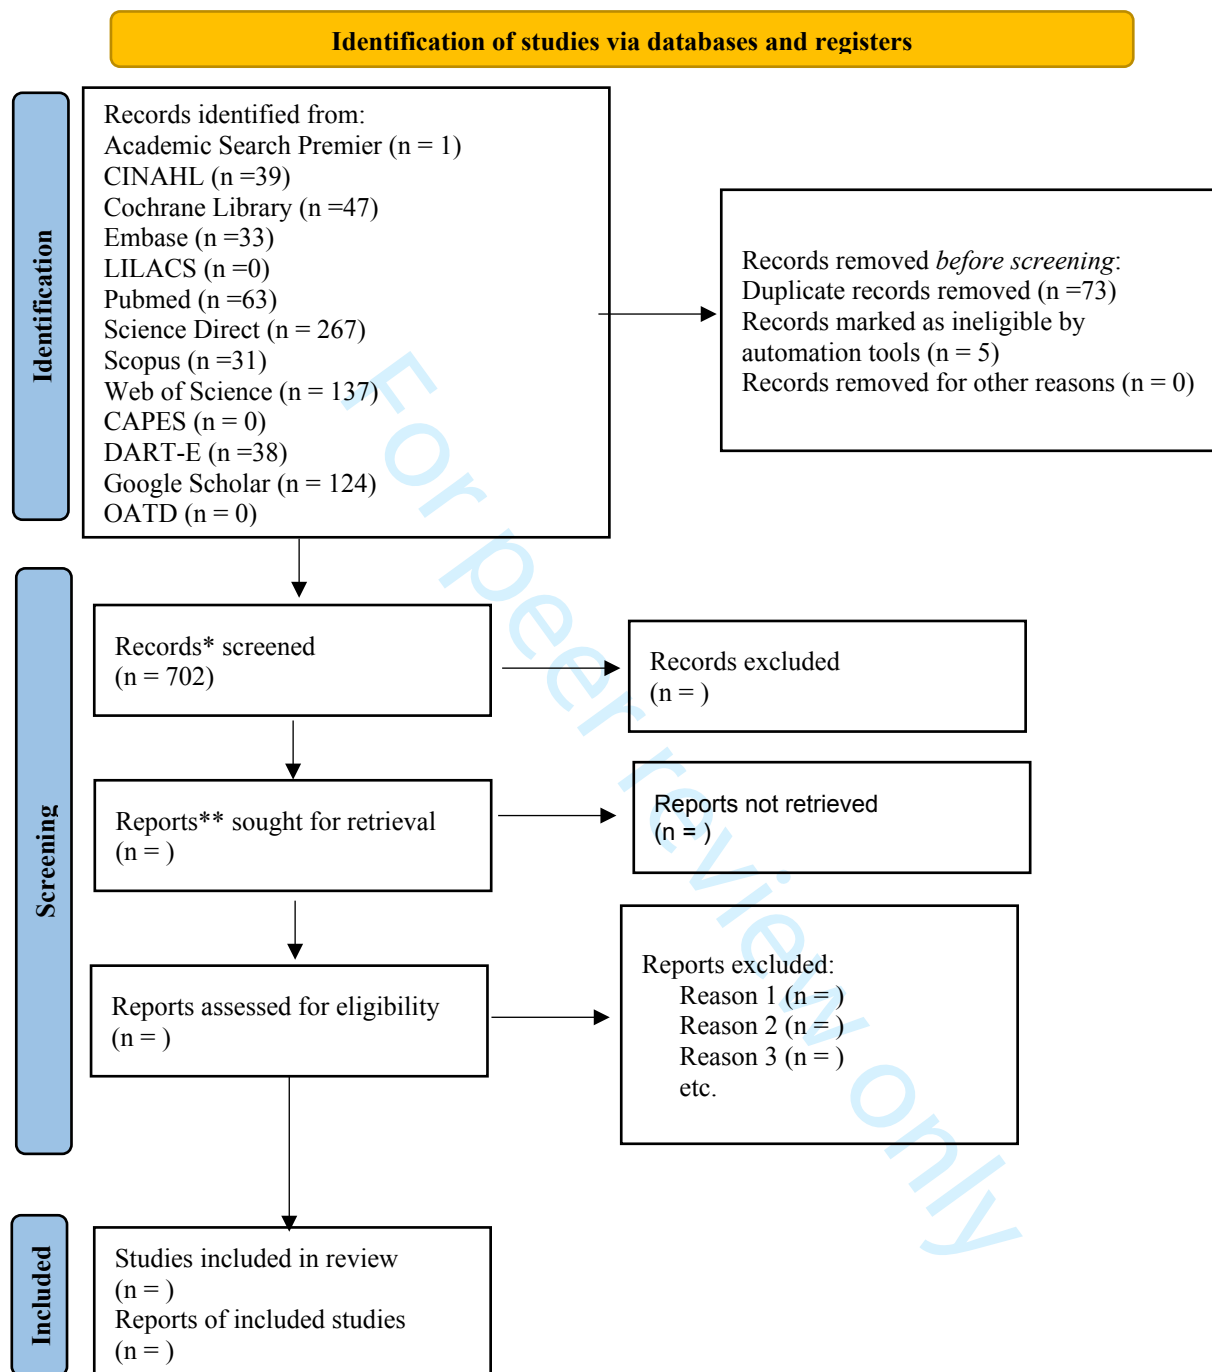 Identification of studies via databases and registers
Identification
Records identified from:
Academic Search Premier (n = 1)
CINAHL (n =39)
Cochrane Library (n =47)
Embase (n =33)
LILACS (n =0)
Pubmed (n =63)
Science Direct (n = 267)
Scopus (n =31)
Web of Science (n = 137)
CAPES (n = 0)
DART-E (n =38)
Google Scholar (n = 124)
OATD (n = 0)
Records removed before screening:
Duplicate records removed (n =73)
Records marked as ineligible by
automation tools (n = 5)
Records removed for other reasons (n = 0)
Screening
Records* screened
(n = 702)
Records excluded
(n = )
Reports** sought for retrieval
(n = )
Reports not retrieved
(n = )
Reports assessed for eligibility
(n = )
Reports excluded:
Reason 1 (n = )
Reason 2 (n = )
Reason 3 (n = )
etc.
Included
Studies included in review
(n = )
Reports of included studies
(n = )
For peer review only